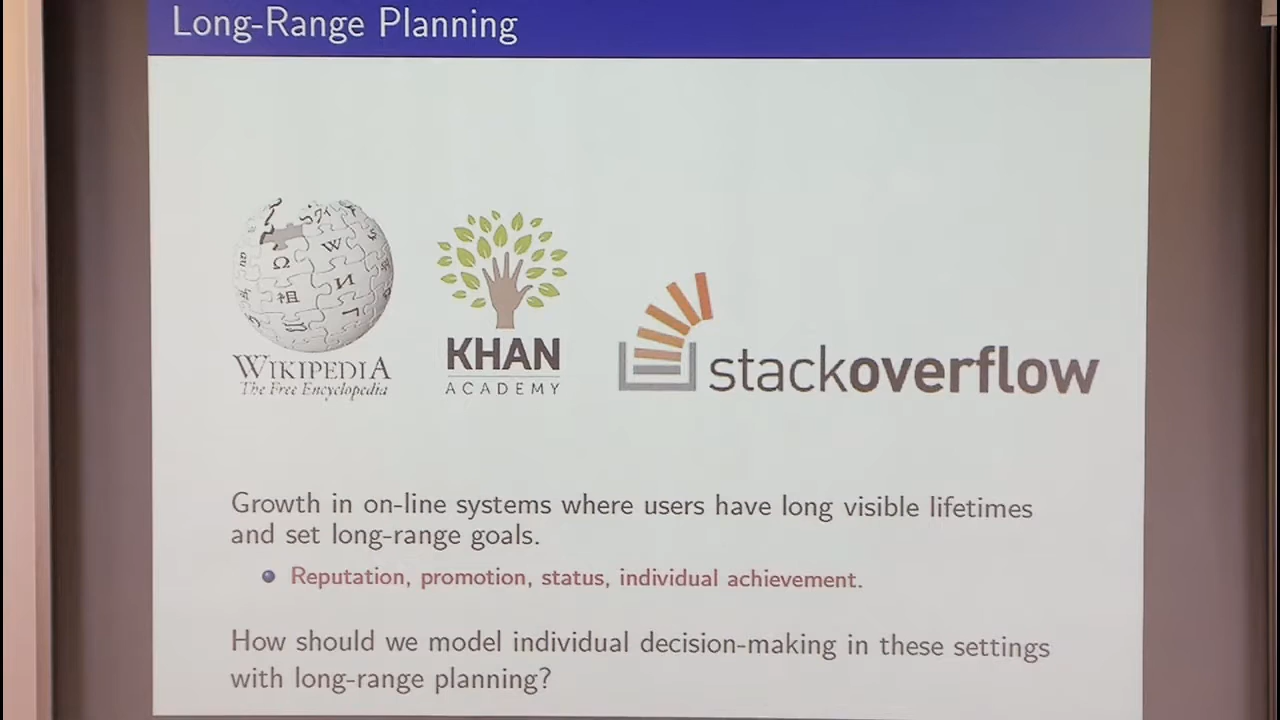 Long-Range Planning
Ω
W
И
祖
WIKIPEDIA
The Free Encyclopedia
KHAN
ACADEMY
stackoverflow
Growth in on-line systems where users have long visible lifetimes
and set long-range goals.
Reputation, promotion, status, individual achievement.
How should we model individual decision-making in these settings
with long-range planning?